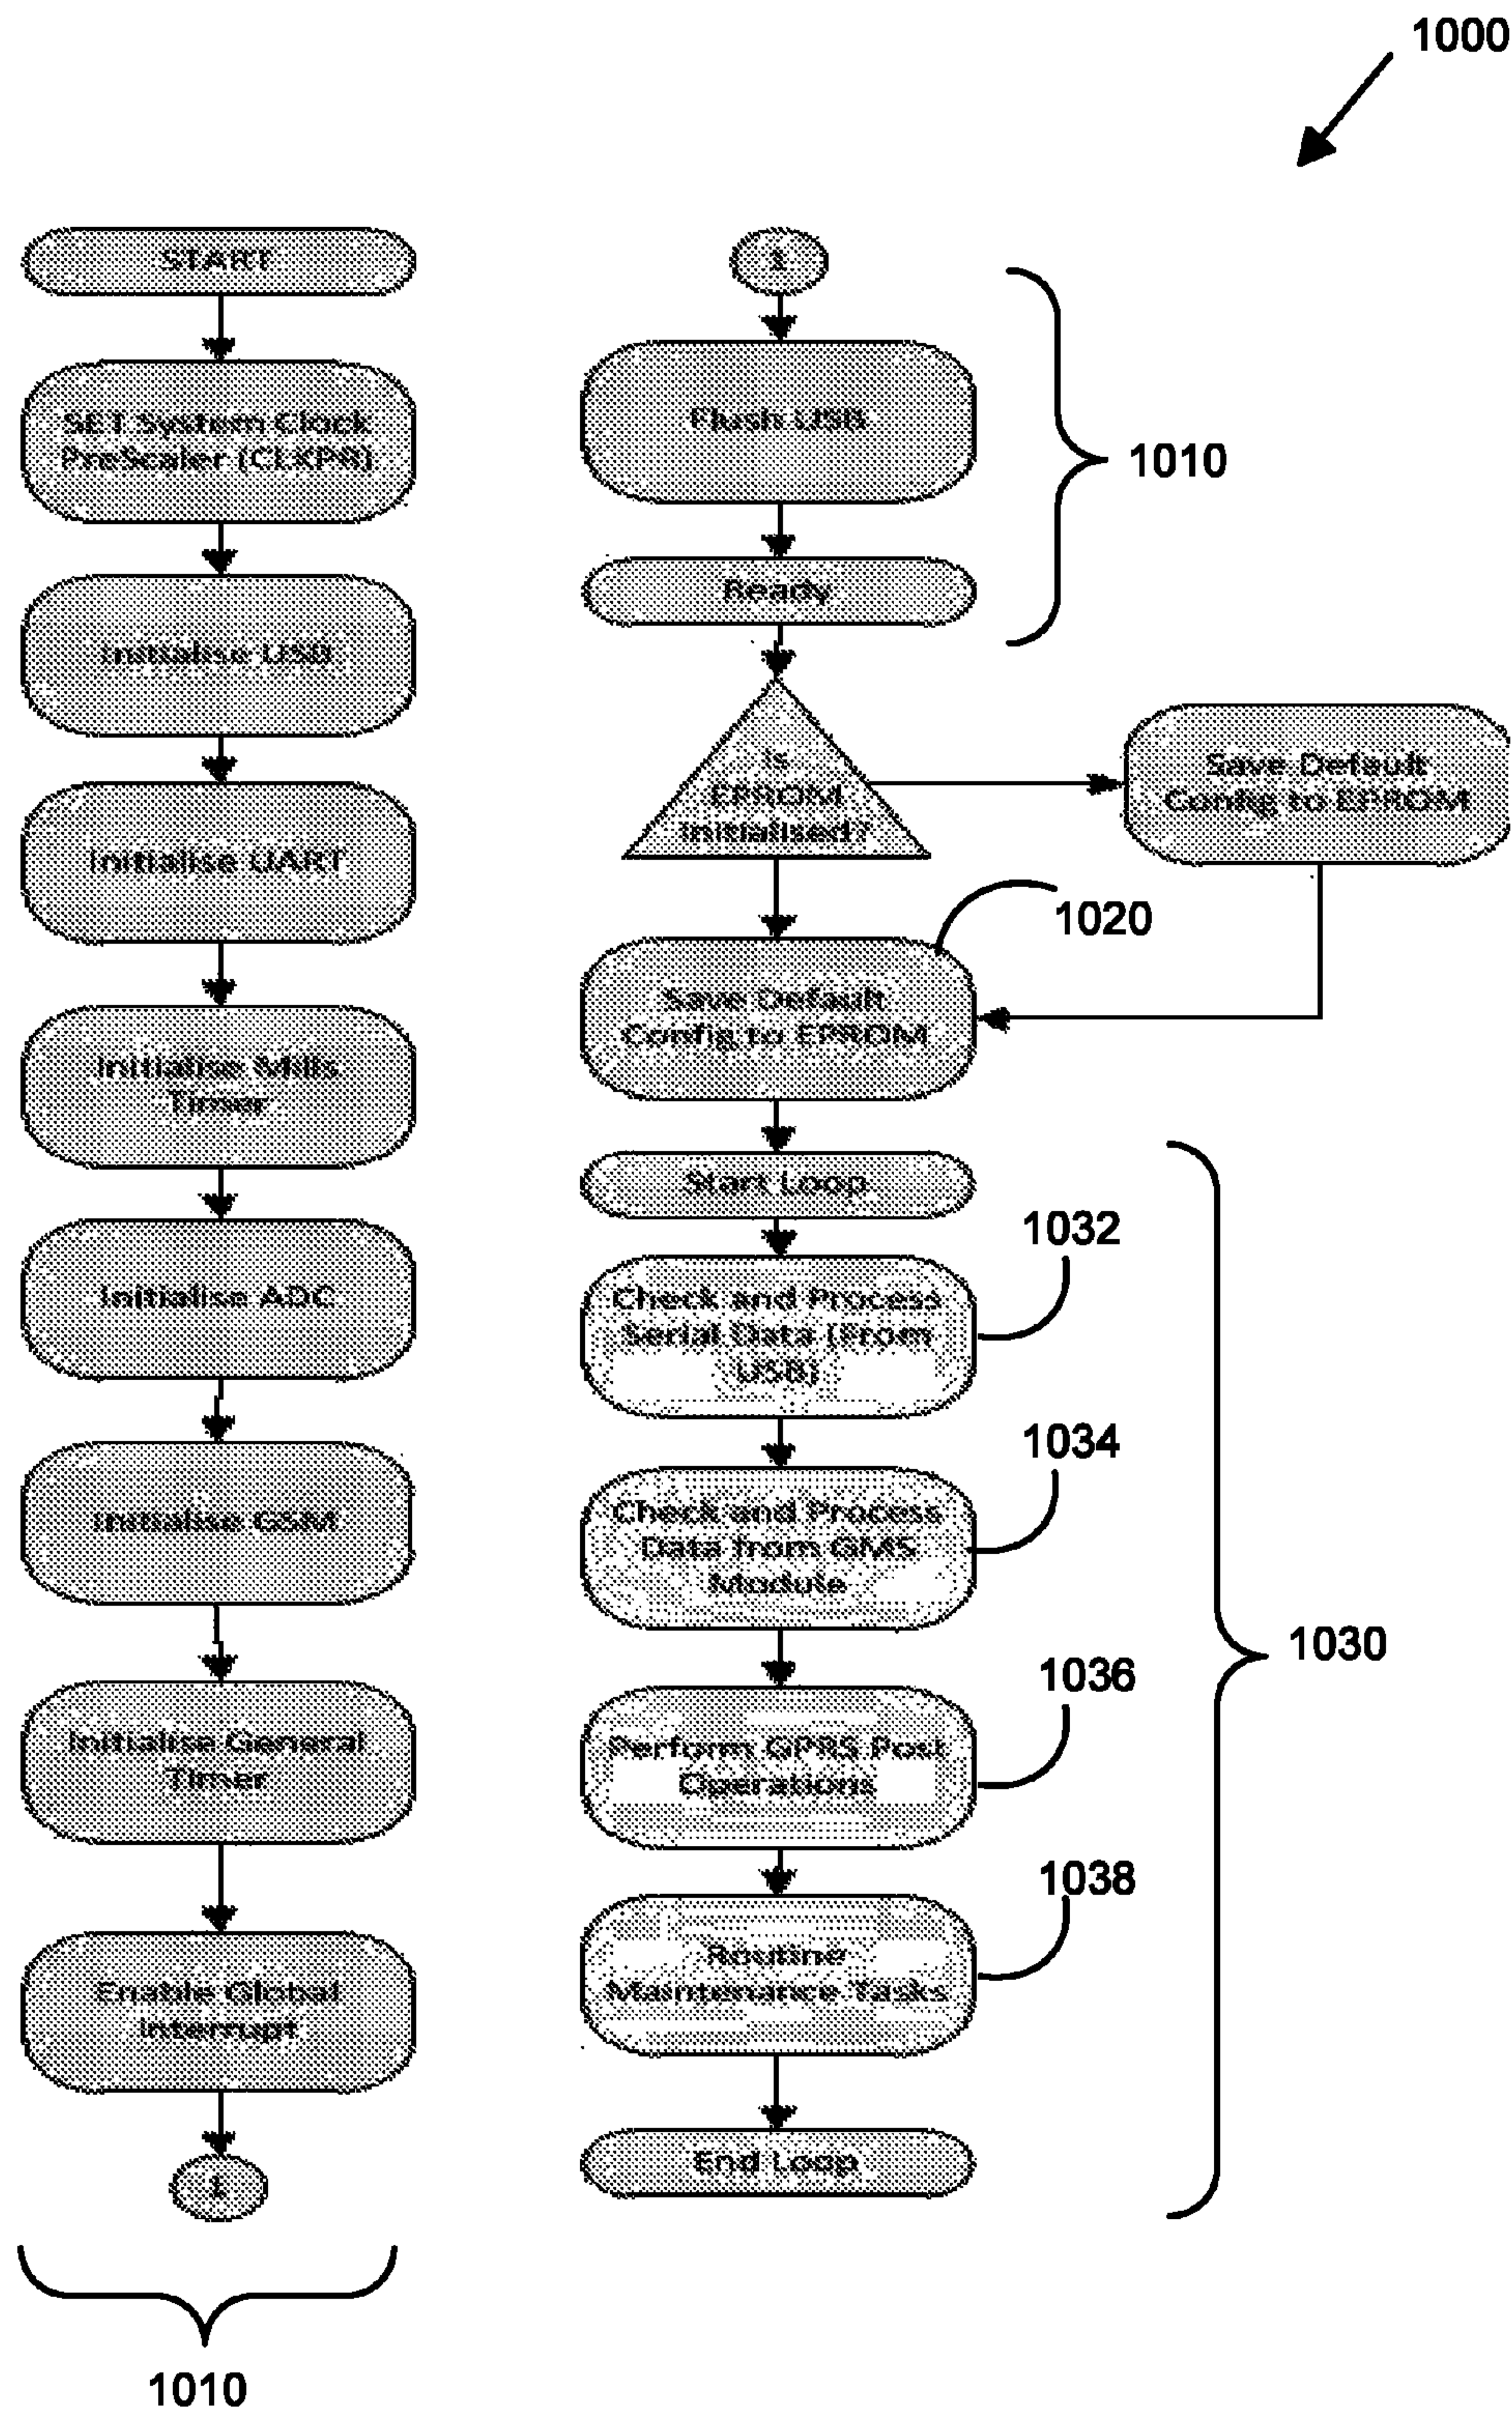 1000
START
SET System Clock
PreScaler (CLKPR)
Initialise USB
Initialise UART
Initialise Millis
Timer
Initialise ADC
Initialise GSM
Initialise General
Timer
Enable Global
Interrupt
1
1010
1
Flush USB
Ready
1010
Is
EPROM
Initialised?
Save Default
Config to EPROM
1020
Save Default
Config to EPROM
Start Loop
1032
Check and Process
Serial Data (From
USB)
1034
Check and Process
Data from GMS
Module
1036
Perform GPRS Post
Operations
1038
Routine
Maintenance Tasks
End Loop
1030